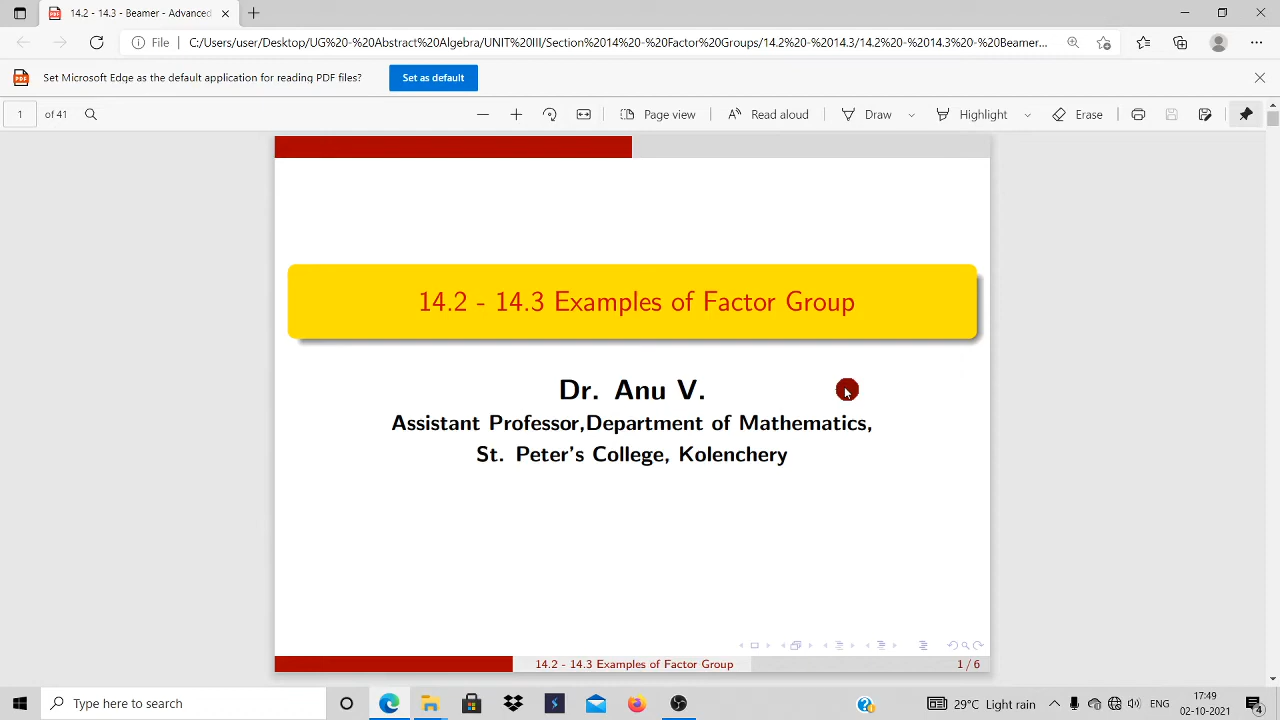 14.2 - 14.3 - Beamer - Advanced
File
C:/Users/user/Desktop/UG%20-%20Abstract%20Algebra/UNIT%20III/Section%2014%20-%20Factor%20Groups/14.2%20-%2014.3/14.2%20-%2014.3%20-%20Beamer...
Set Microsoft Edge as the default application for reading PDF files?
Set as default
1 of 41
Page view
Read aloud
Draw
Highlight
Erase
14.2 - 14.3 Examples of Factor Group
Dr. Anu V.
Assistant Professor,Department of Mathematics,
St. Peter's College, Kolenchery
14.2 - 14.3 Examples of Factor Group
1 / 6
Type here to search
29°C Light rain
ENG
17:49
02-10-2021
4